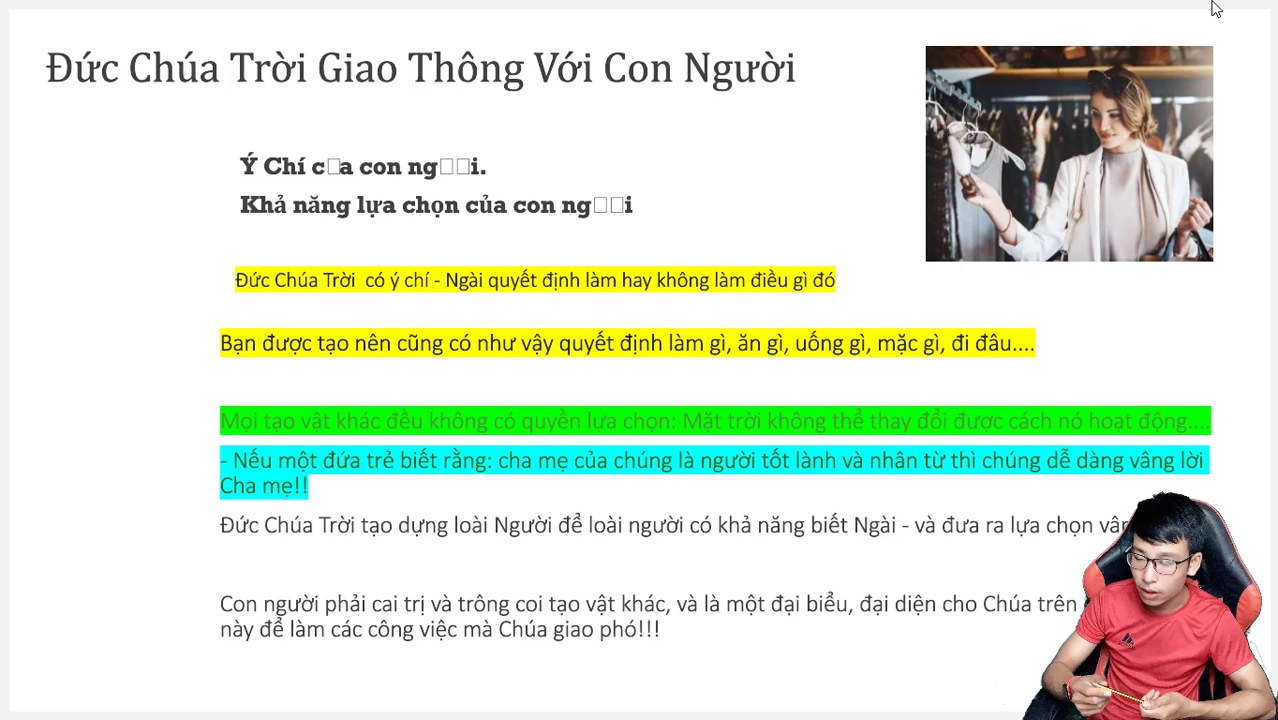 Đức Chúa Trời Giao Thông Với Con Người
Ý Chí c□a con ng□□i.
Khả năng lựa chọn của con ng□□i
Đức Chúa Trời có ý chí - Ngài quyết định làm hay không làm điều gì đó
Bạn được tạo nên cũng có như vậy quyết định làm gì, ăn gì, uống gì, mặc gì, đi đâu....
Mọi tạo vật khác đều không có quyền lựa chọn: Mặt trời không thể thay đổi được cách nó hoạt động....
- Nếu một đứa trẻ biết rằng: cha mẹ của chúng là người tốt lành và nhân từ thì chúng dễ dàng vâng lời
Cha mẹ!!
Đức Chúa Trời tạo dựng loài Người để loài người có khả năng biết Ngài - và đưa ra lựa chọn
Con người phải cai trị và trông coi tạo vật khác, và là một đại biểu, đại diện cho Chúa trên
này để làm các công việc mà Chúa giao phó!!!